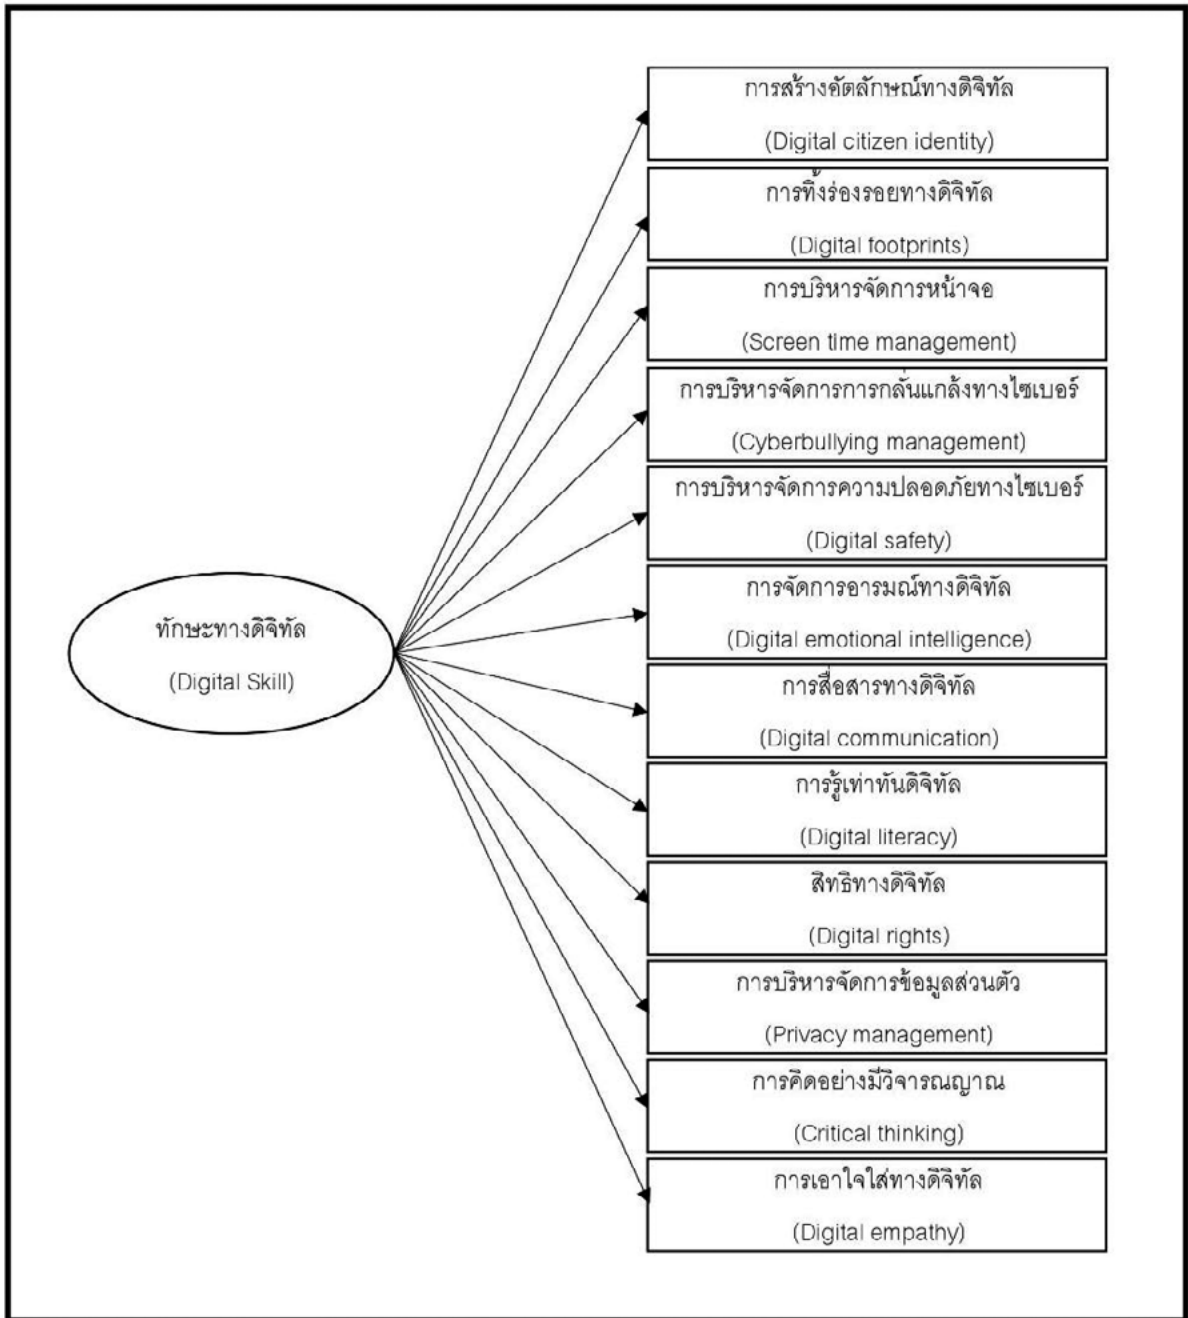 การสร้างอัตลักษณ์ทางดิจิทัล
(Digital citizen identity)
การทิ้งร่องรอยทางดิจิทัล
(Digital footprints)
การบริหารจัดการหน้าจอ
(Screen time management)
การบริหารจัดการการกลั่นแกล้งทางไซเบอร์
(Cyberbullying management)
การบริหารจัดการความปลอดภัยทางไซเบอร์
(Digital safety)
ทักษะทางดิจิทัล
(Digital Skill)
การจัดการอารมณ์ทางดิจิทัล
(Digital emotional intelligence)
การสื่อสารทางดิจิทัล
(Digital communication)
การรู้เท่าทันดิจิทัล
(Digital literacy)
สิทธิทางดิจิทัล
(Digital rights)
การบริหารจัดการข้อมูลส่วนตัว
(Privacy management)
การคิดอย่างมีวิจารณญาณ
(Critical thinking)
การเอาใจใส่ทางดิจิทัล
(Digital empathy)